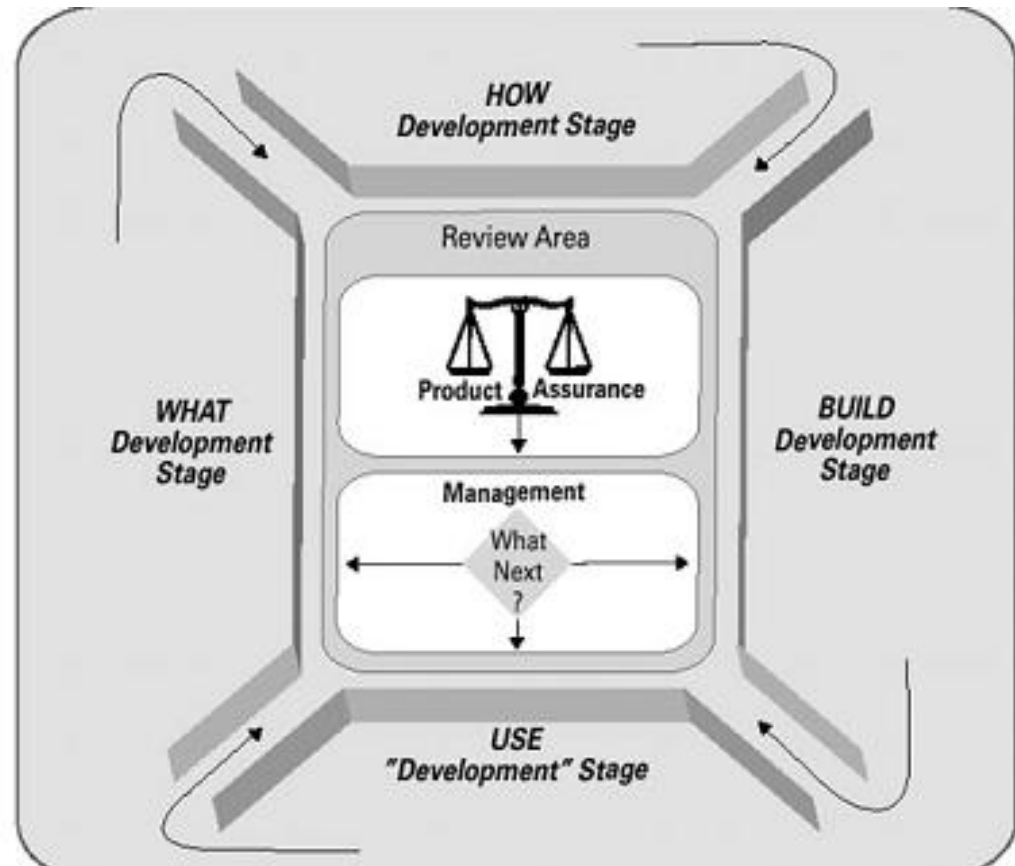 HOW
Development Stage
Review Area
Product Assurance
WHAT
Development
Stage
BUILD
Development
Stage
Management
What
Next
?
USE
"Development" Stage